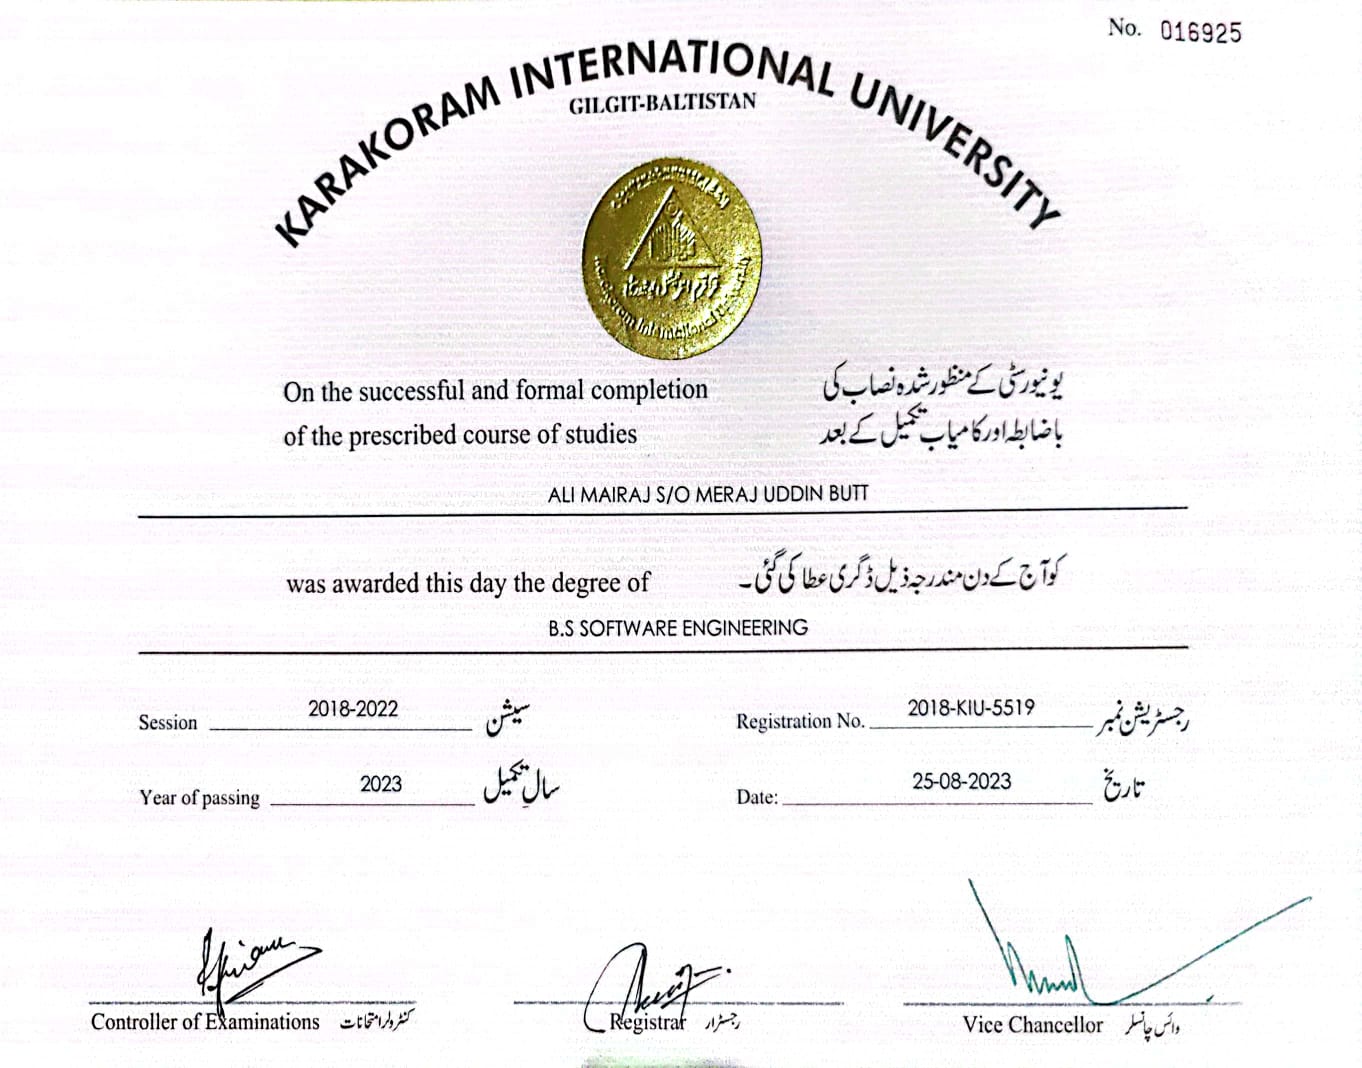 No. 016925
KARAKORAM INTERNATIONAL UNIVERSITY
GILGIT-BALTISTAN
Karakoram International University
On the successful and formal completion
of the prescribed course of studies
یونیورسٹی کے منظور شدہ نصاب کی
باضابطہ اور کامیاب تکمیل کے بعد
ALI MAIRAJ S/O MERAJ UDDIN BUTT
was awarded this day the degree of
کو آج کے دن مندرجہ ذیل ڈگری عطا کی گئی۔
B.S SOFTWARE ENGINEERING
Session 2018-2022 سیشن
Registration No. 2018-KIU-5519 رجسٹریشن نمبر
Year of passing 2023 سال تکمیل
Date: 25-08-2023 تاریخ
Controller of Examinations کنٹرولر امتحانات
Registrar رجسٹرار
Vice Chancellor وائس چانسلر